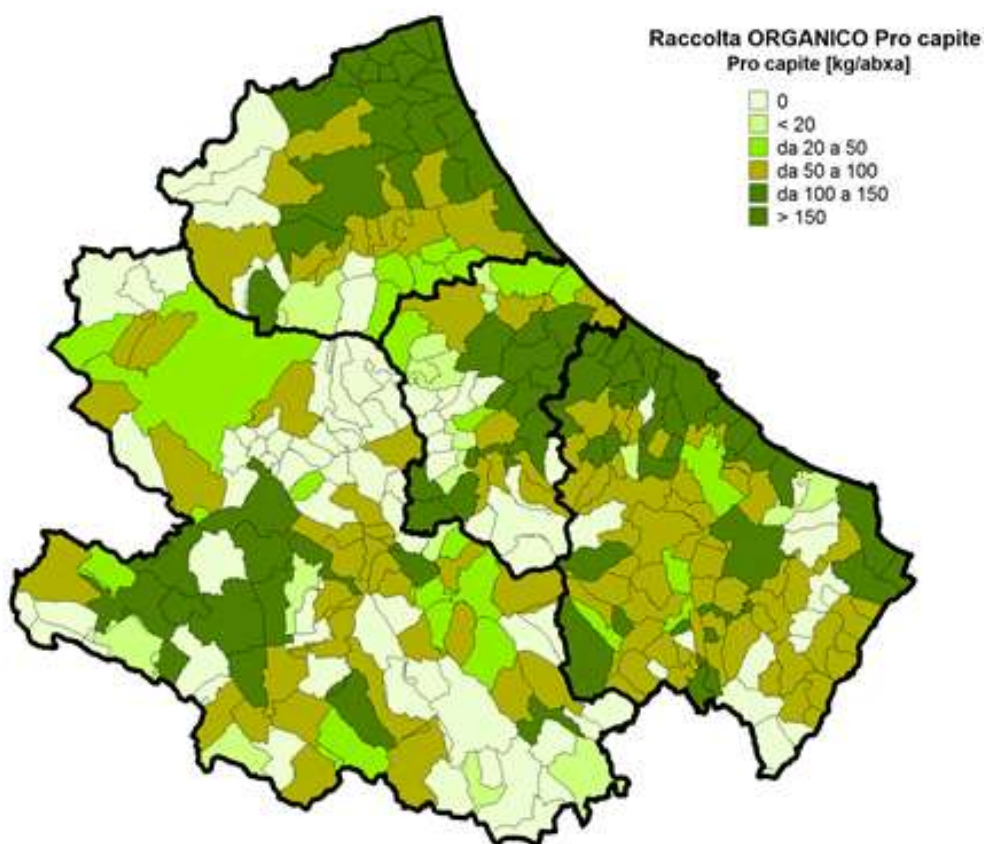 Raccolta ORGANICO Pro capite
Pro capite [kg/abxa]
0
< 20
da 20 a 50
da 50 a 100
da 100 a 150
> 150